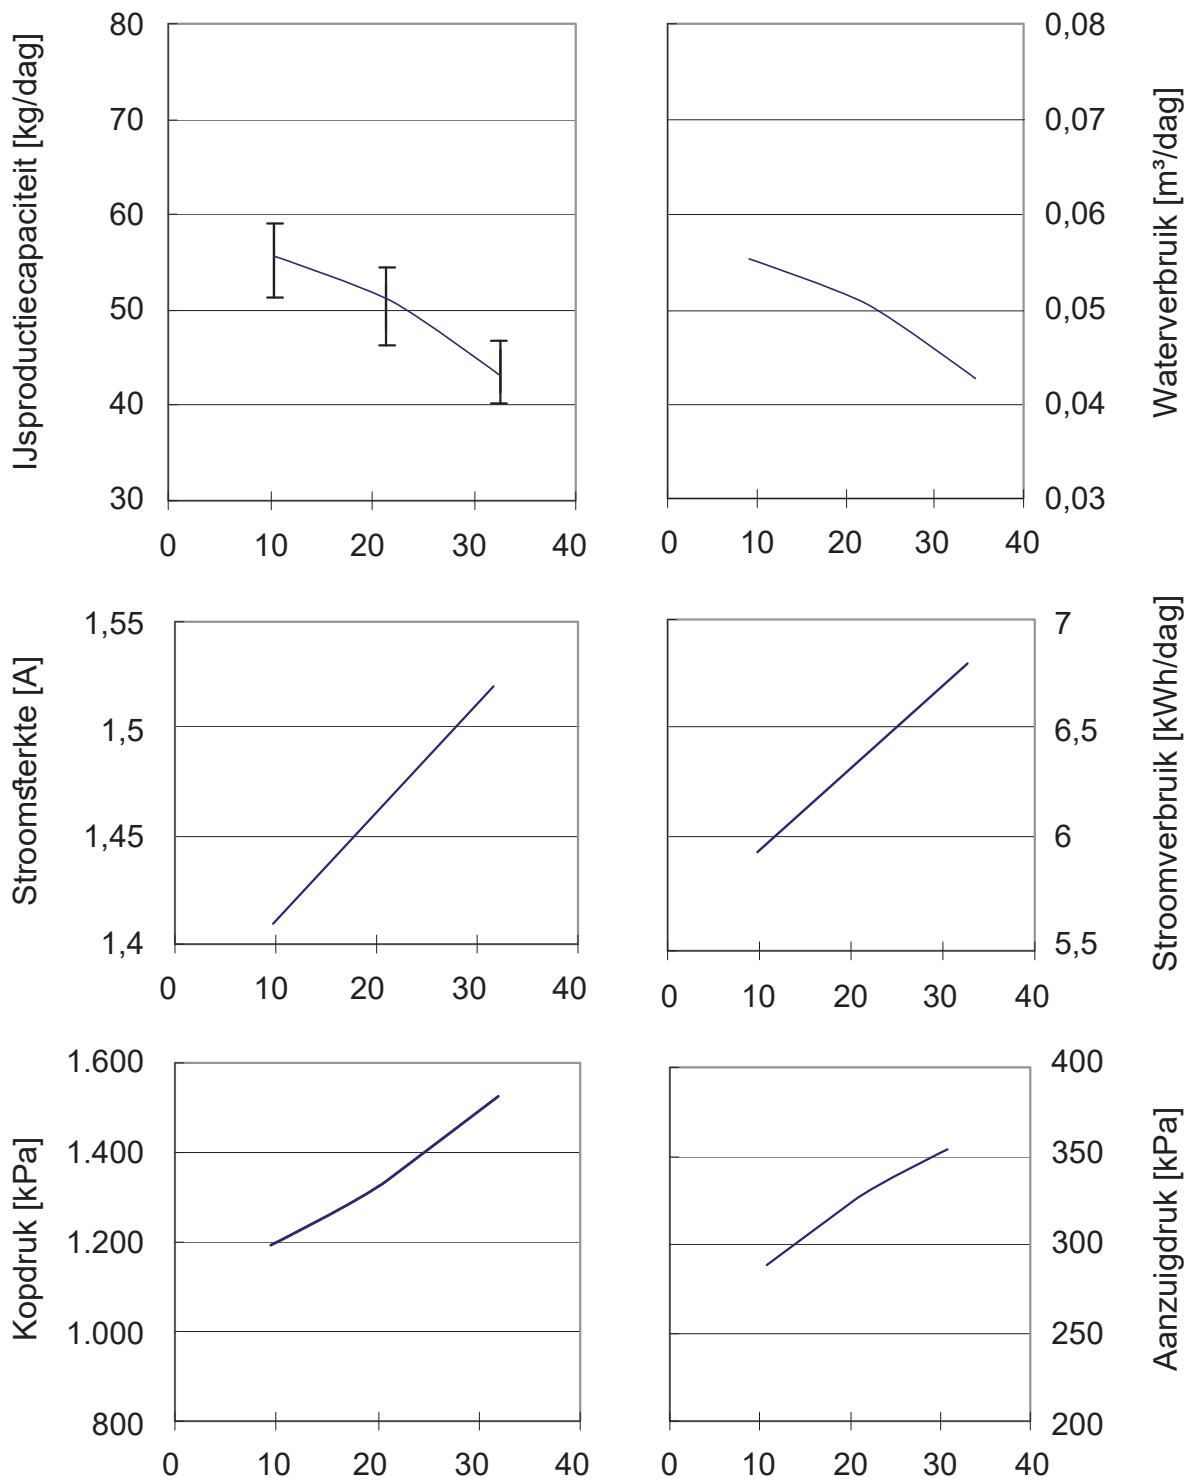 IJsproductiecapaciteit [kg/dag]
80
70
60
50
40
30
0 10 20 30 40
Waterverbruik [m³/dag]
0,08
0,07
0,06
0,05
0,04
0,03
0 10 20 30 40
Stroomsterkte [A]
1,55
1,5
1,45
1,4
0 10 20 30 40
Stroomverbruik [kWh/dag]
7
6,5
6
5,5
0 10 20 30 40
Kopdruk [kPa]
1.600
1.400
1.200
1.000
800
0 10 20 30 40
Aanzuigdruk [kPa]
400
350
300
250
200
0 10 20 30 40